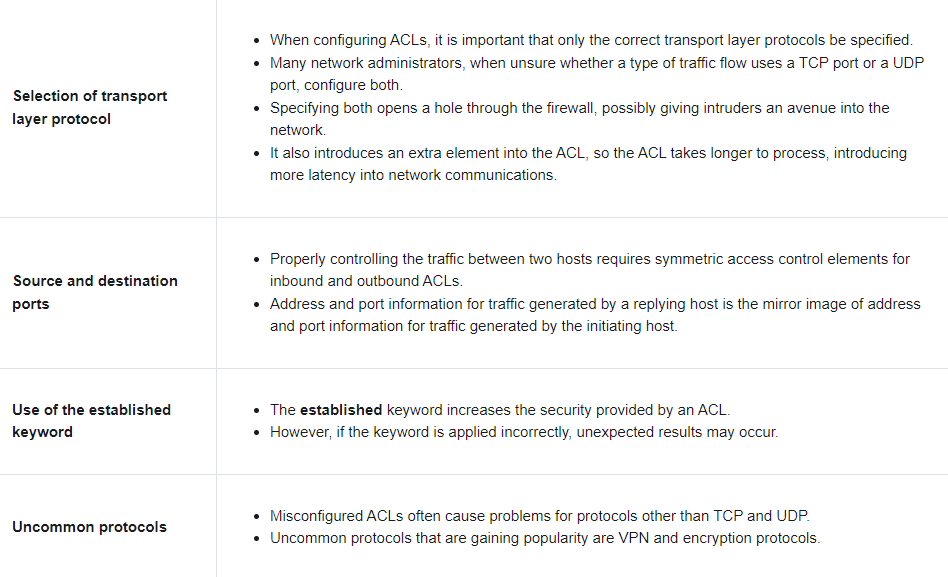 Selection of transport
layer protocol
When configuring ACLs, it is important that only the correct transport layer protocols be specified.
Many network administrators, when unsure whether a type of traffic flow uses a TCP port or a UDP
port, configure both.
Specifying both opens a hole through the firewall, possibly giving intruders an avenue into the
network.
It also introduces an extra element into the ACL, so the ACL takes longer to process, introducing
more latency into network communications.
Source and destination
ports
Properly controlling the traffic between two hosts requires symmetric access control elements for
inbound and outbound ACLs.
Address and port information for traffic generated by a replying host is the mirror image of address
and port information for traffic generated by the initiating host.
Use of the established
keyword
The established keyword increases the security provided by an ACL.
However, if the keyword is applied incorrectly, unexpected results may occur.
Uncommon protocols
Misconfigured ACLs often cause problems for protocols other than TCP and UDP.
Uncommon protocols that are gaining popularity are VPN and encryption protocols.